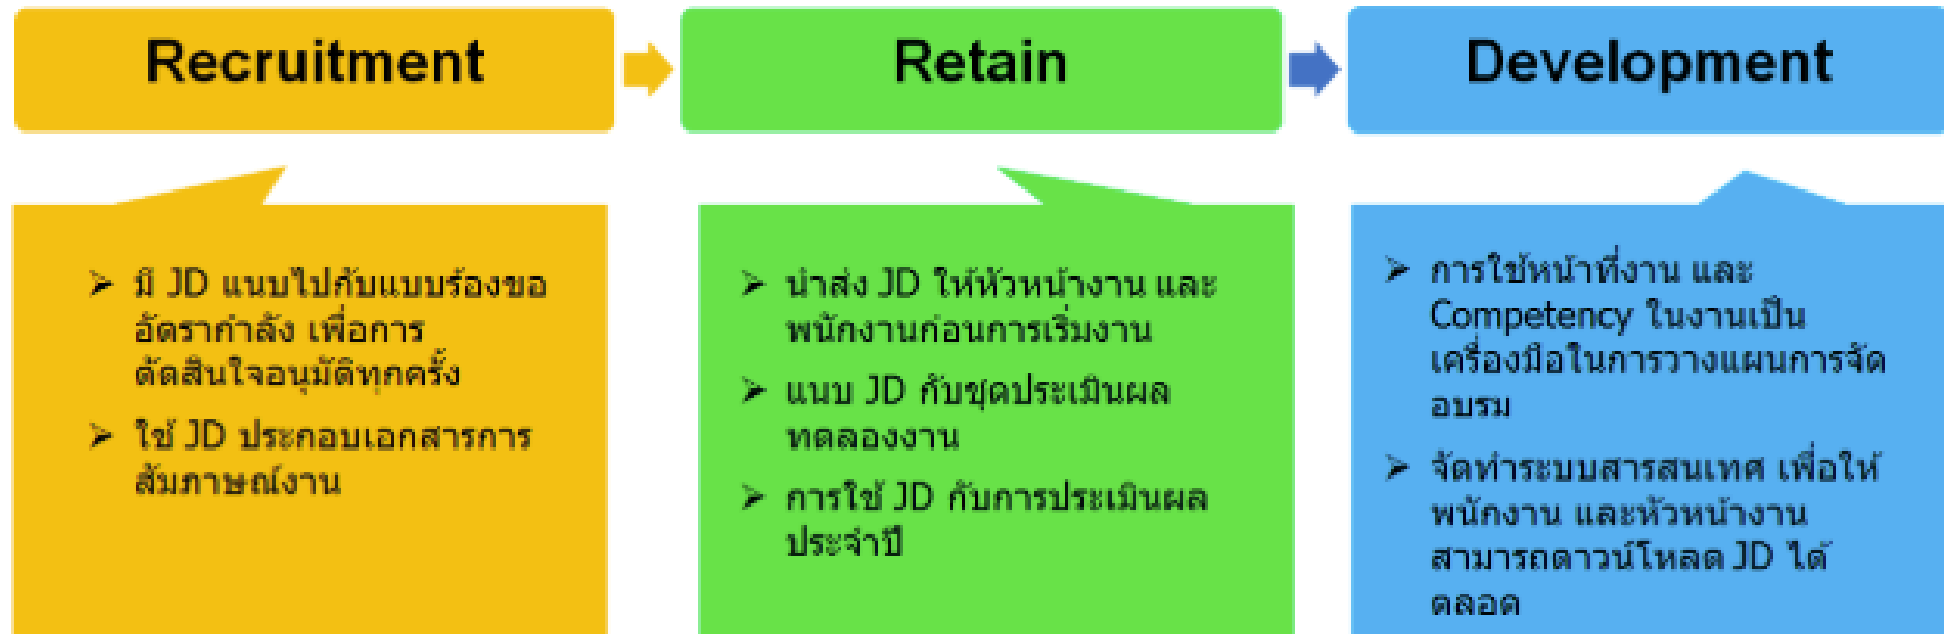 Recruitment
Retain
Development
➢ มี JD แนบไปกับแบบร้องขอ
อัตรากำลัง เพื่อการ
ตัดสินใจอนุมัติทุกครั้ง
➢ ใช้ JD ประกอบเอกสารการ
สัมภาษณ์งาน
➢ นำส่ง JD ให้หัวหน้างาน และ
พนักงานก่อนการเริ่มงาน
➢ แนบ JD กับชุดประเมินผล
ทดลองงาน
➢ การใช้ JD กับการประเมินผล
ประจำปี
➢ การใช้หน้าที่งาน และ
Competency ในงานเป็น
เครื่องมือในการวางแผนการจัด
อบรม
➢ จัดทำระบบสารสนเทศ เพื่อให้
พนักงาน และหัวหน้างาน
สามารถดาวน์โหลด JD ได้
ตลอด